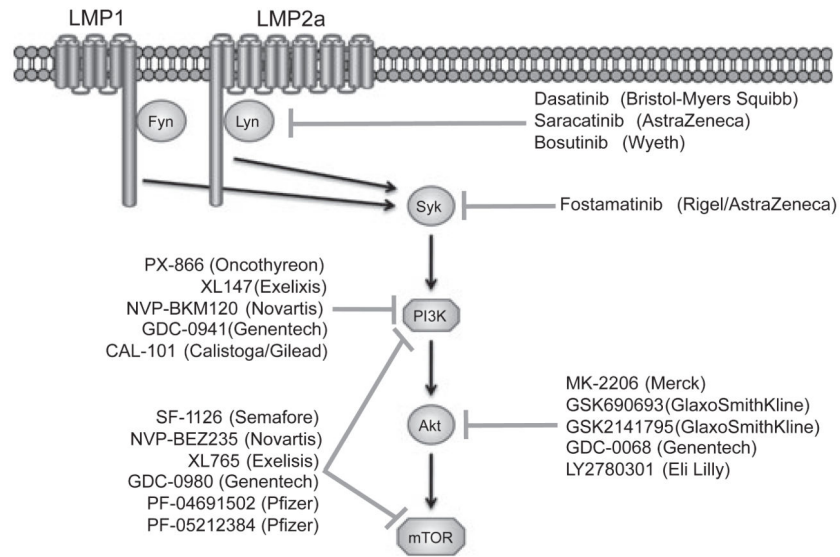 LMP1
LMP2a
Fyn
Lyn
Dasatinib (Bristol-Myers Squibb)
Saracatinib (AstraZeneca)
Bosutinib (Wyeth)
Syk
Fostamatinib (Rigel/AstraZeneca)
PX-866 (Oncothyreon)
XL147(Exelixis)
NVP-BKM120 (Novartis)
GDC-0941(Genentech)
CAL-101 (Calistoga/Gilead)
PI3K
MK-2206 (Merck)
GSK690693(GlaxoSmithKline)
GSK2141795(GlaxoSmithKline)
GDC-0068 (Genentech)
LY2780301 (Eli Lilly)
Akt
SF-1126 (Semafore)
NVP-BEZ235 (Novartis)
XL765 (Exelisis)
GDC-0980 (Genentech)
PF-04691502 (Pfizer)
PF-05212384 (Pfizer)
mTOR